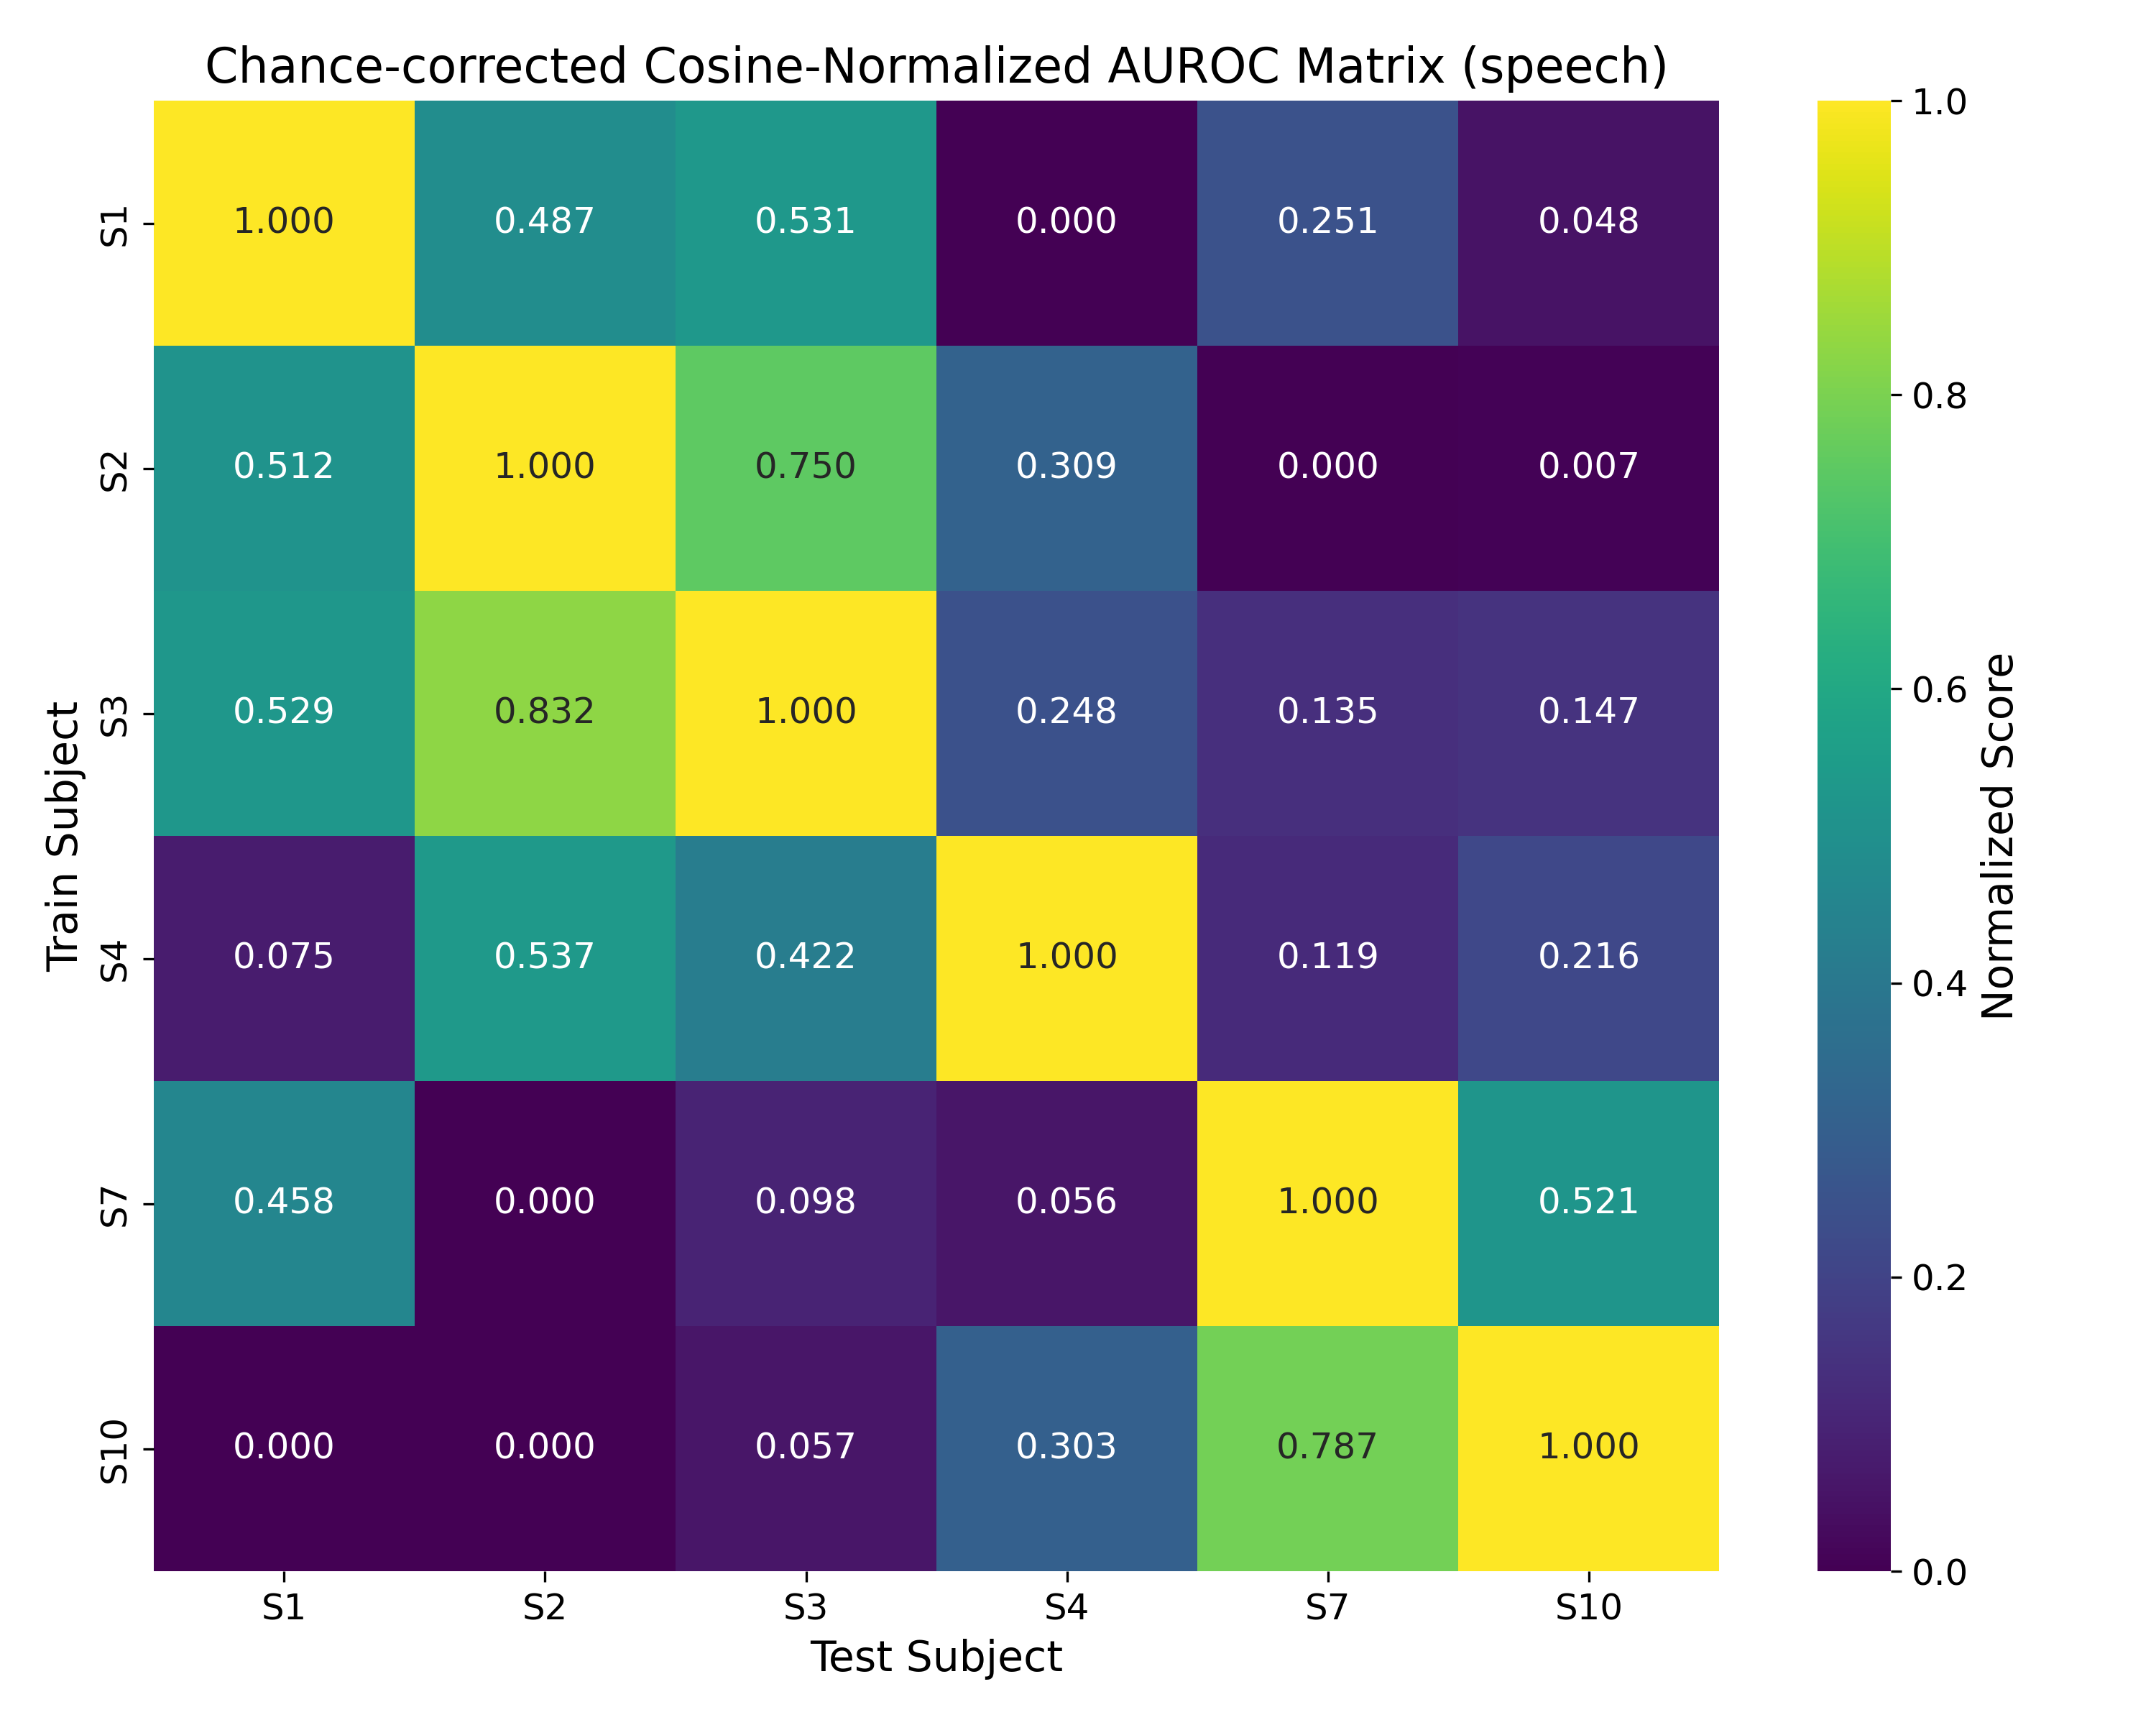 Chance-corrected Cosine-Normalized AUROC Matrix (speech)
Train Subject
S1 1.000 0.487 0.531 0.000 0.251 0.048
S2 0.512 1.000 0.750 0.309 0.000 0.007
S3 0.529 0.832 1.000 0.248 0.135 0.147
S4 0.075 0.537 0.422 1.000 0.119 0.216
S7 0.458 0.000 0.098 0.056 1.000 0.521
S10 0.000 0.000 0.057 0.303 0.787 1.000
S1 S2 S3 S4 S7 S10
Test Subject
1.0
0.8
0.6
0.4
0.2
0.0
Normalized Score